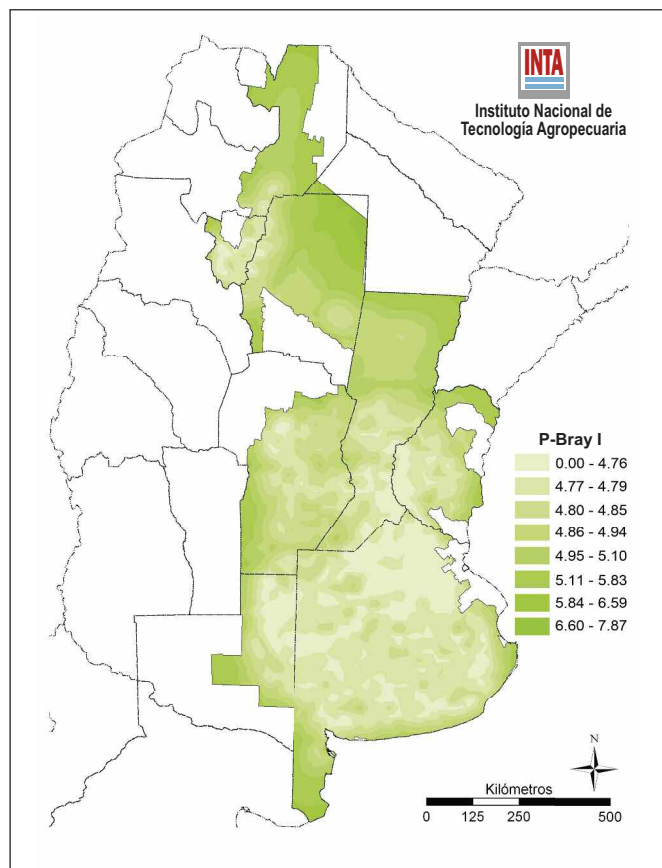 INTA
Instituto Nacional de
Tecnología Agropecuaria
P-Bray I
0.00 - 4.76
4.77 - 4.79
4.80 - 4.85
4.86 - 4.94
4.95 - 5.10
5.11 - 5.83
5.84 - 6.59
6.60 - 7.87
N
Kilómetros
0 125 250 500